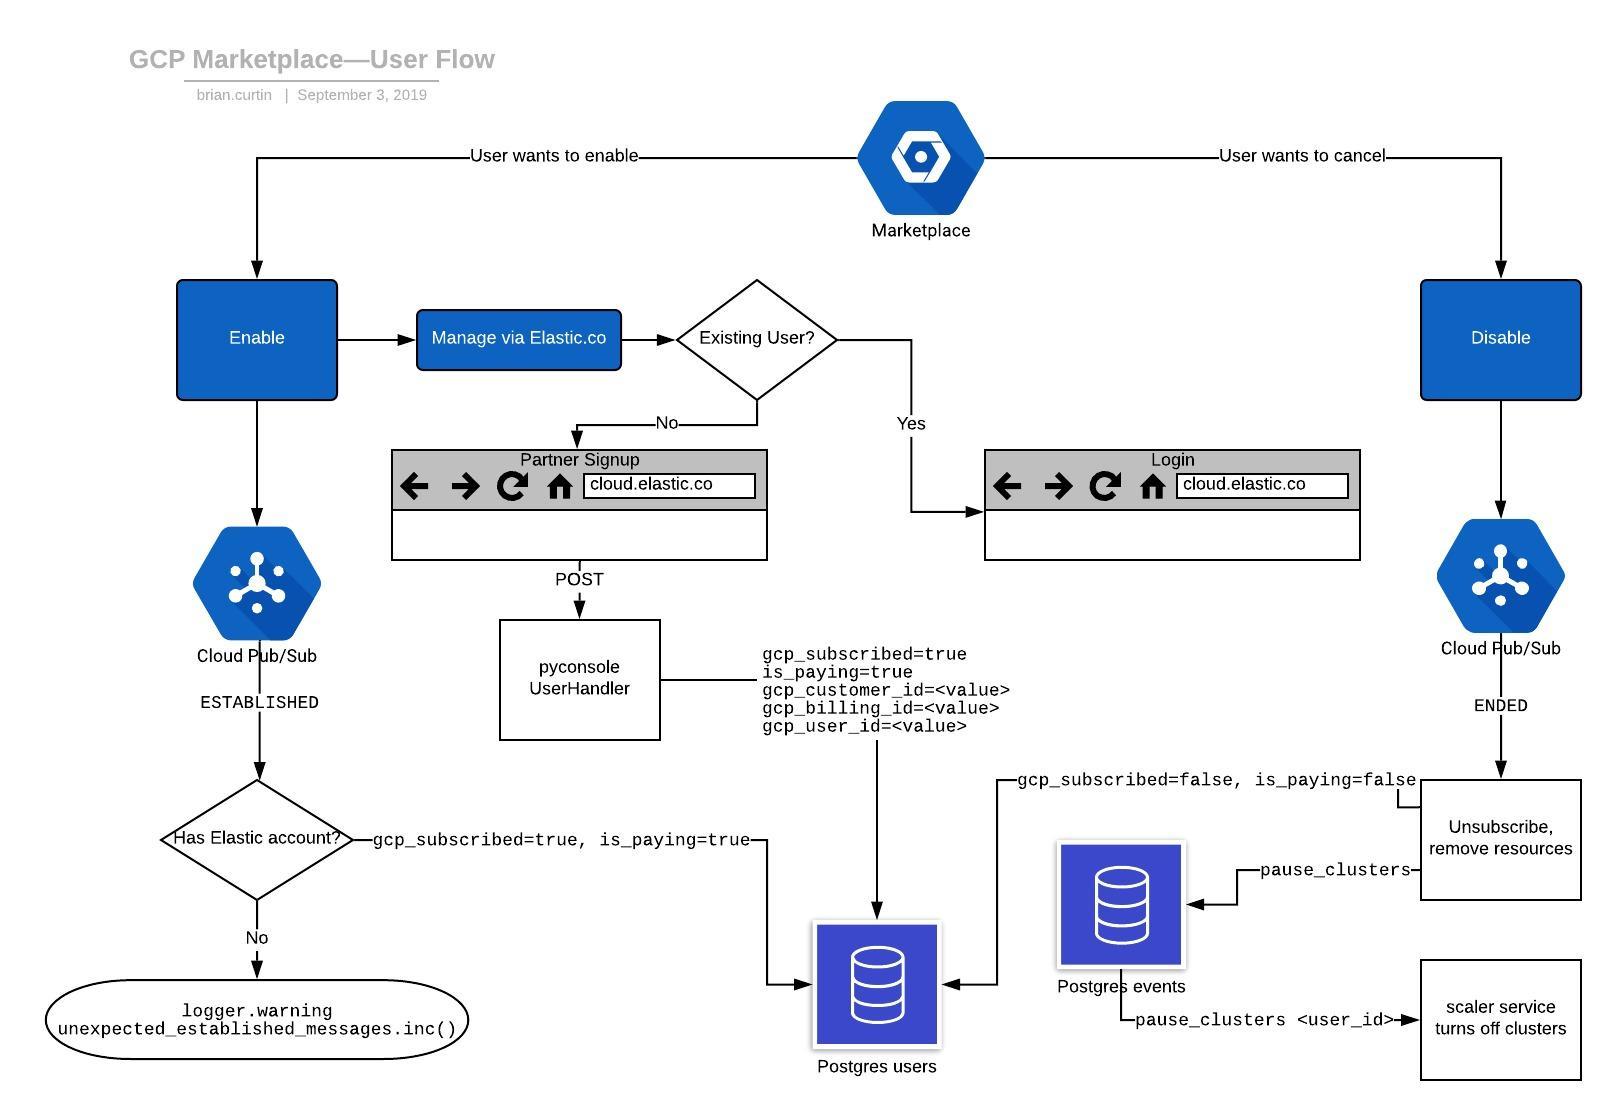 GCP Marketplace—User Flow
brian.curtin | September 3, 2019
User wants to enable
User wants to cancel
Marketplace
Enable
Manage via Elastic.co
Existing User?
Disable
No
Yes
Partner Signup
cloud.elastic.co
Login
cloud.elastic.co
POST
Cloud Pub/Sub
Cloud Pub/Sub
pyconsole
UserHandler
gcp_subscribed=true
is_paying=true
gcp_customer_id=<value>
gcp_billing_id=<value>
gcp_user_id=<value>
ESTABLISHED
ENDED
gcp_subscribed=false, is_paying=false
Has Elastic account?
gcp_subscribed=true, is_paying=true
Unsubscribe,
remove resources
pause_clusters
No
Postgres events
logger.warning
unexpected_established_messages.inc()
pause_clusters <user_id>
scaler service
turns off clusters
Postgres users